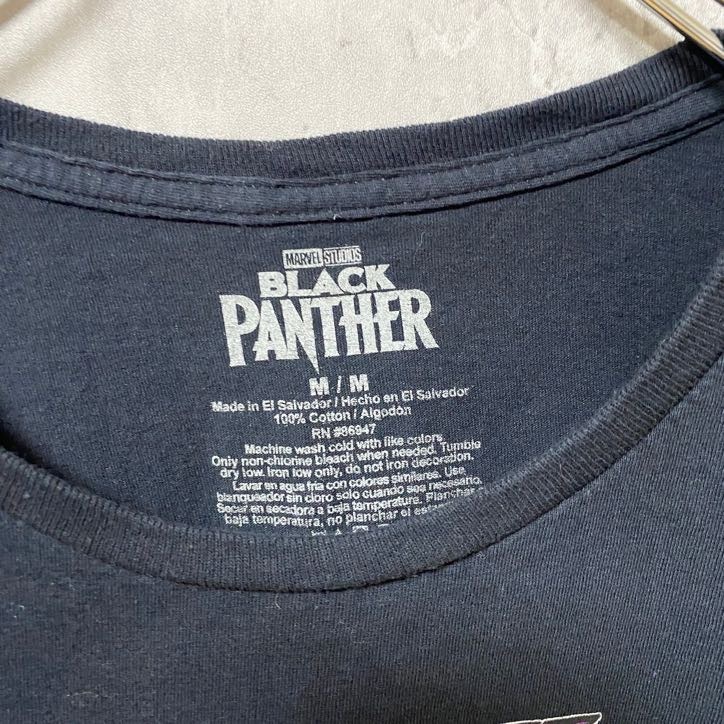 MARVEL STUDIOS
BLACK
PANTHER
M / M
Made in El Salvador / Hecho en El Salvador
100% Cotton / Algodón
RN #86947
Machine wash cold with like colors.
Only non-chlorine bleach when needed. Tumble
dry low. Iron low only, do not iron decoration.
Lavar en agua fria con colores similares. Use
blanqueador sin cloro solo cuando sea necesario.
Secar en secadora a baja temperatura. Planchar a
baja temperatura, no planchar el